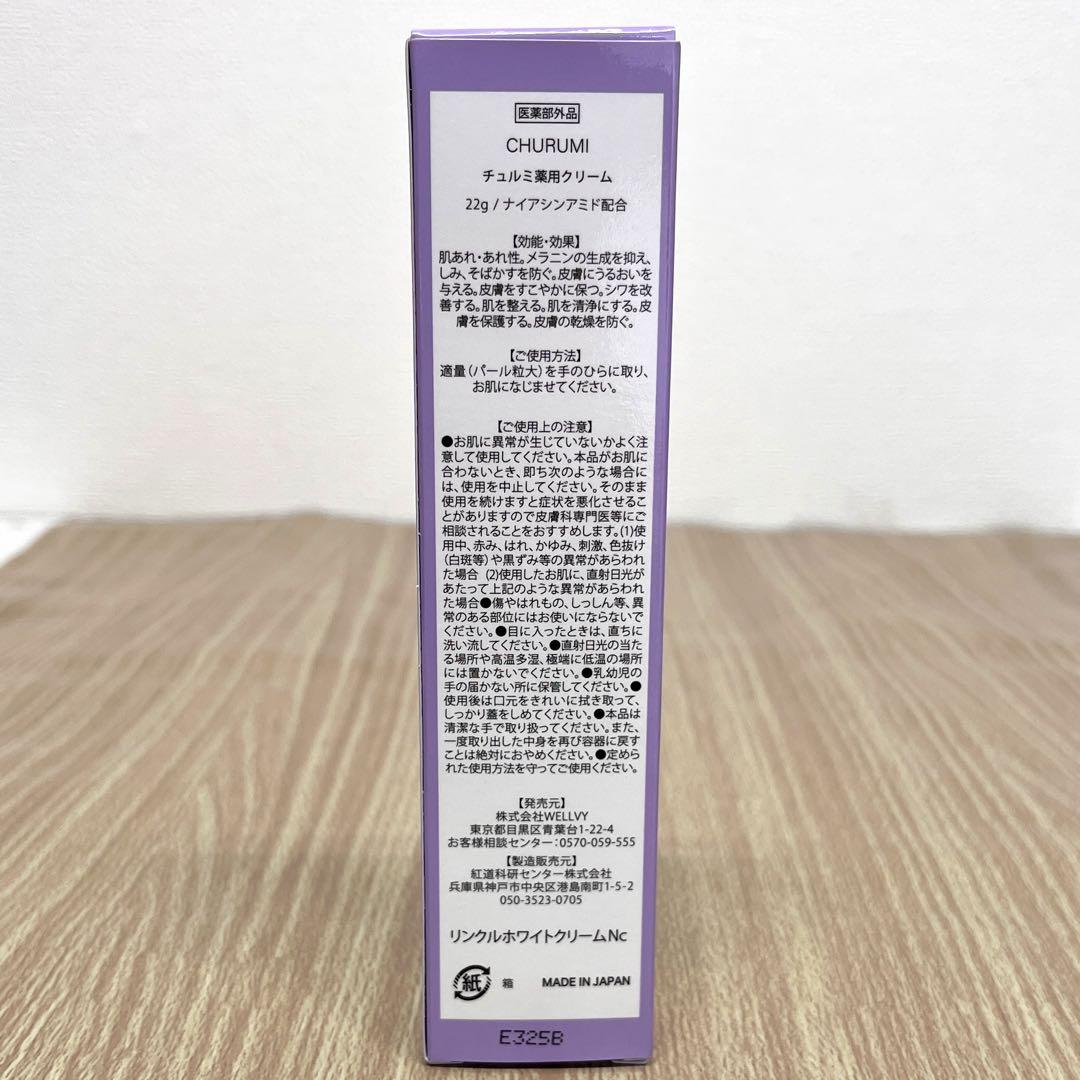 医薬部外品
CHURUMI
チュルミ薬用クリーム
22g / ナイアシンアミド配合
【効能・効果】
肌あれ・あれ性。メラニンの生成を抑え、
しみ、そばかすを防ぐ。皮膚にうるおいを
与える。皮膚をすこやかに保つ。シワを改
善する。肌を整える。肌を清浄にする。皮
膚を保護する。皮膚の乾燥を防ぐ。
【ご使用方法】
適量（パール粒大）を手のひらに取り、
お肌になじませてください。
【ご使用上の注意】
●お肌に異常が生じていないかよく注
意して使用してください。本品がお肌に
合わないとき、即ち次のような場合に
は、使用を中止してください。そのまま
使用を続けますと症状を悪化させるこ
とがありますので皮膚科専門医等にご
相談されることをおすすめします。(1)使
用中、赤み、はれ、かゆみ、刺激、色抜け
（白斑等）や黒ずみ等の異常があらわれ
た場合 (2)使用したお肌に、直射日光が
あたって上記のような異常があらわれ
た場合●傷やはれもの、しっしん等、異
常のある部位にはお使いにならないで
ください。●目に入ったときは、直ちに
洗い流してください。●直射日光の当た
る場所や高温多湿、極端に低温の場所
には置かないでください。●乳幼児の
手の届かない所に保管してください。●
使用後は口元をきれいに拭き取って、
しっかり蓋をしめてください。●本品は
清潔な手で取り扱ってください。また、
一度取り出した中身を再び容器に戻す
ことは絶対におやめください。●定めら
れた使用方法を守ってご使用ください。
【発売元】
株式会社WELLVY
東京都目黒区青葉台1-22-4
お客様相談センター：0570-059-555
【製造販売元】
紅道科研センター株式会社
兵庫県神戸市中央区港島南町1-5-2
050-3523-0705
リンクルホワイトクリームNc
紙 箱 MADE IN JAPAN
E325B